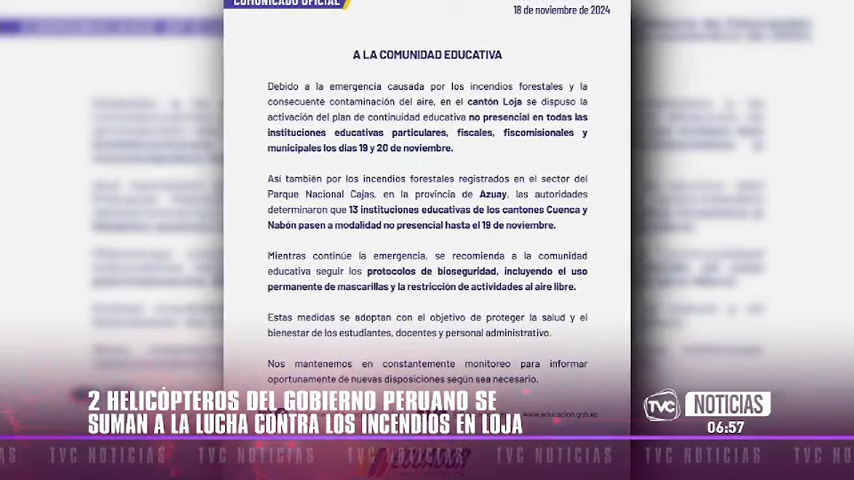 COMUNICADO OFICIAL
18 de noviembre de 2024
A LA COMUNIDAD EDUCATIVA
Debido a la emergencia causada por los incendios forestales y la
consecuente contaminación del aire, en el cantón Loja se dispuso la
activación del plan de continuidad educativa no presencial en todas las
instituciones educativas particulares, fiscales, fiscomisionales y
municipales los días 19 y 20 de noviembre.
Así también por los incendios forestales registrados en el sector del
Parque Nacional Cajas, en la provincia de Azuay, las autoridades
determinaron que 13 instituciones educativas de los cantones Cuenca y
Nabón pasen a modalidad no presencial hasta el 19 de noviembre.
Mientras continúe la emergencia, se recomienda a la comunidad
educativa seguir los protocolos de bioseguridad, incluyendo el uso
permanente de mascarillas y la restricción de actividades al aire libre.
Estas medidas se adoptan con el objetivo de proteger la salud y el
bienestar de los estudiantes, docentes y personal administrativo.
Nos mantenemos en constantemente monitoreo para informar
oportunamente de nuevas disposiciones según sea necesario.
www.educacion.gob.ec
2 HELICÓPTEROS DEL GOBIERNO PERUANO SE
SUMAN A LA LUCHA CONTRA LOS INCENDIOS EN LOJA
TVC NOTICIAS
06:57
TVC NOTICIAS TVC NOTICIAS TVC NOTICIAS TVC NOTICIAS
ECUADOR